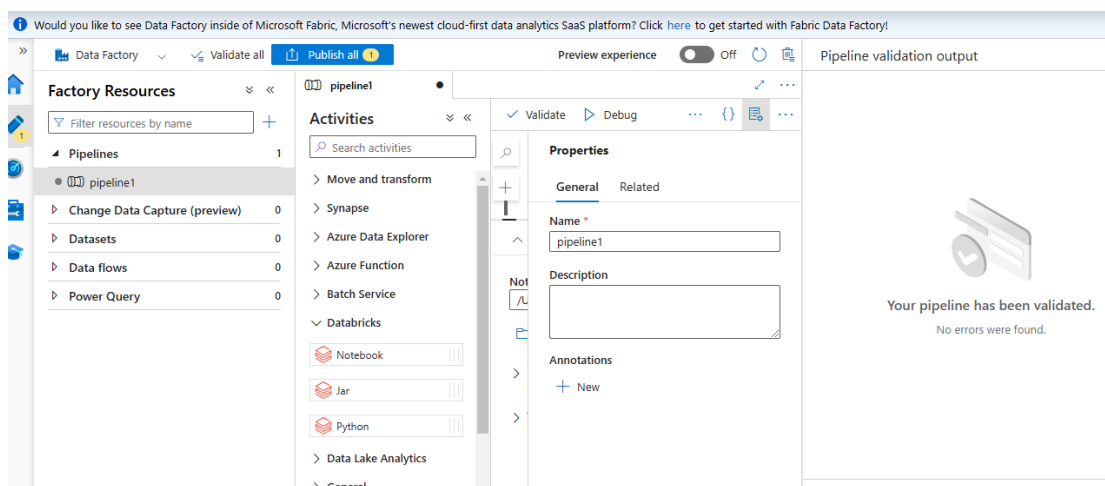 Would you like to see Data Factory inside of Microsoft Fabric, Microsoft's newest cloud-first data analytics SaaS platform? Click here to get started with Fabric Data Factory!
Data Factory
Validate all
Publish all 1
Preview experience
Off
1
Factory Resources
Filter resources by name
Pipelines 1
pipeline1
Change Data Capture (preview) 0
Datasets 0
Data flows 0
Power Query 0
pipeline1
Activities
Search activities
Move and transform
Synapse
Azure Data Explorer
Azure Function
Batch Service
Databricks
Notebook
Jar
Python
Data Lake Analytics
General
Validate
Debug
{}
Not
/U
Properties
General Related
Name *
pipeline1
Description
Annotations
New
Pipeline validation output
Your pipeline has been validated.
No errors were found.